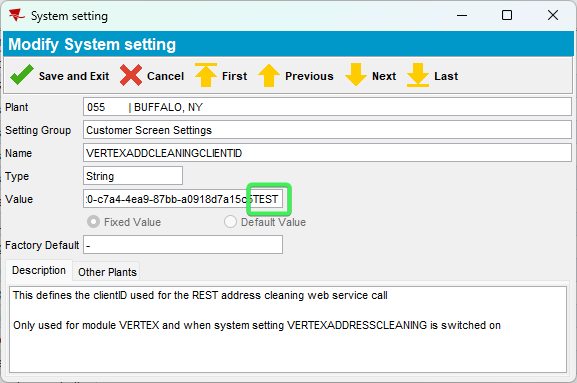 System setting
Modify System setting
Save and Exit Cancel First Previous Next Last
Plant 055 | BUFFALO, NY
Setting Group Customer Screen Settings
Name VERTEXADDCLEANINGCLIENTID
Type String
Value 0-c7a4-4ea9-87bb-a0918d7a15c5TEST
Fixed Value Default Value
Factory Default -
Description Other Plants
This defines the clientID used for the REST address cleaning web service call
Only used for module VERTEX and when system setting VERTEXADDRESSCLEANING is switched on